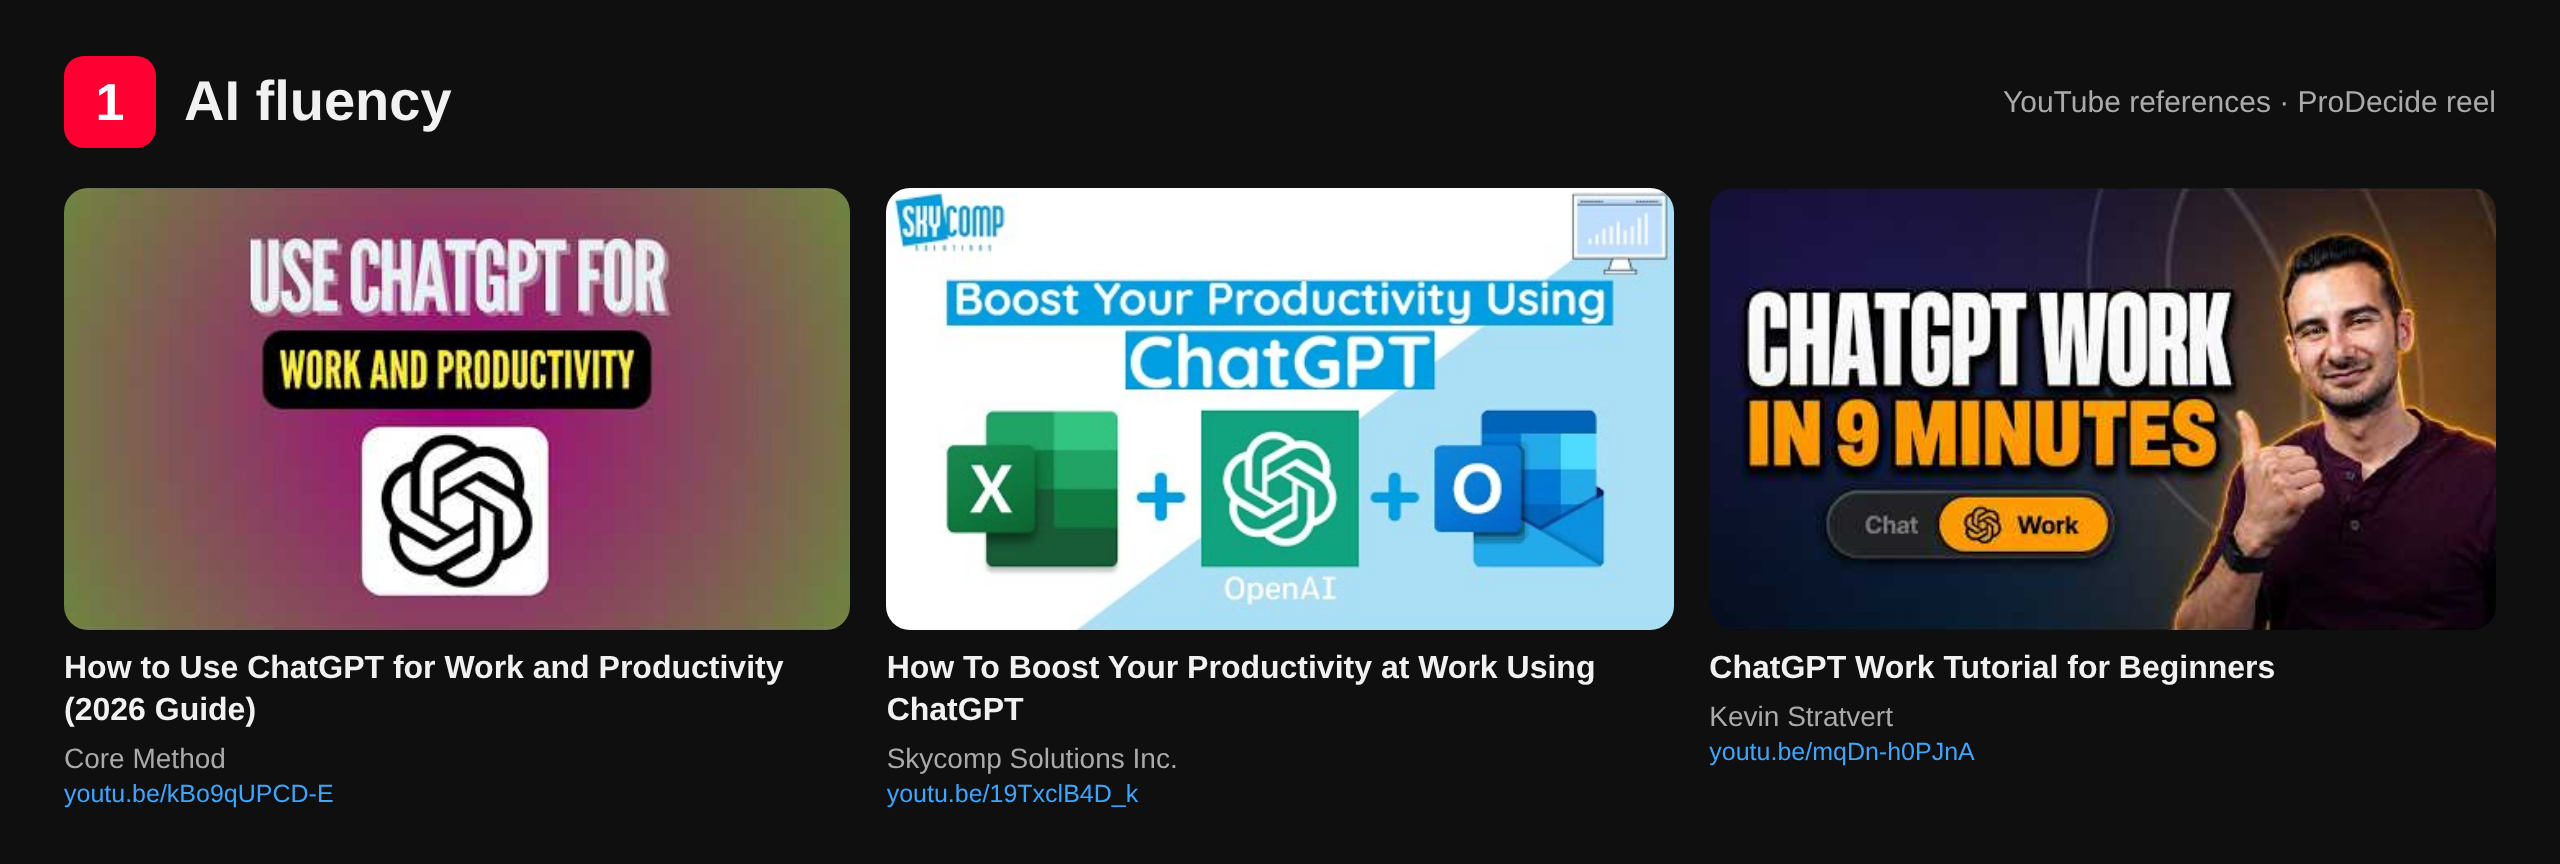 1
AI fluency
YouTube references · ProDecide reel
USE CHATGPT FOR
WORK AND PRODUCTIVITY
SKYCOMP
SOLUTIONS
Boost Your Productivity Using
ChatGPT
X
O
OpenAI
CHATGPT WORK
IN 9 MINUTES
Chat Work
How to Use ChatGPT for Work and Productivity
(2026 Guide)
Core Method
youtu.be/kBo9qUPCD-E
How To Boost Your Productivity at Work Using
ChatGPT
Skycomp Solutions Inc.
youtu.be/19TxclB4D_k
ChatGPT Work Tutorial for Beginners
Kevin Stratvert
youtu.be/mqDn-h0PJnA